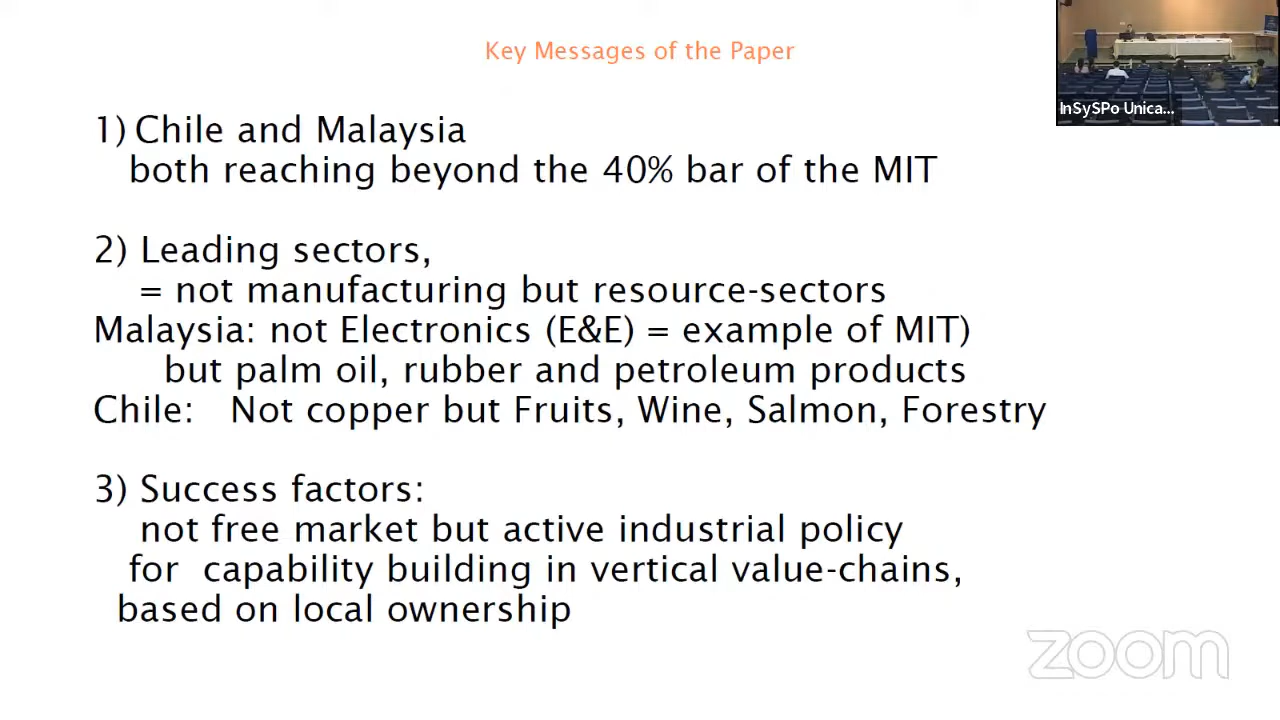 Key Messages of the Paper
InSySPo Unica...
1) Chile and Malaysia
both reaching beyond the 40% bar of the MIT
2) Leading sectors,
= not manufacturing but resource-sectors
Malaysia: not Electronics (E&E) = example of MIT)
but palm oil, rubber and petroleum products
Chile: Not copper but Fruits, Wine, Salmon, Forestry
3) Success factors:
not free market but active industrial policy
for capability building in vertical value-chains,
based on local ownership
zoom